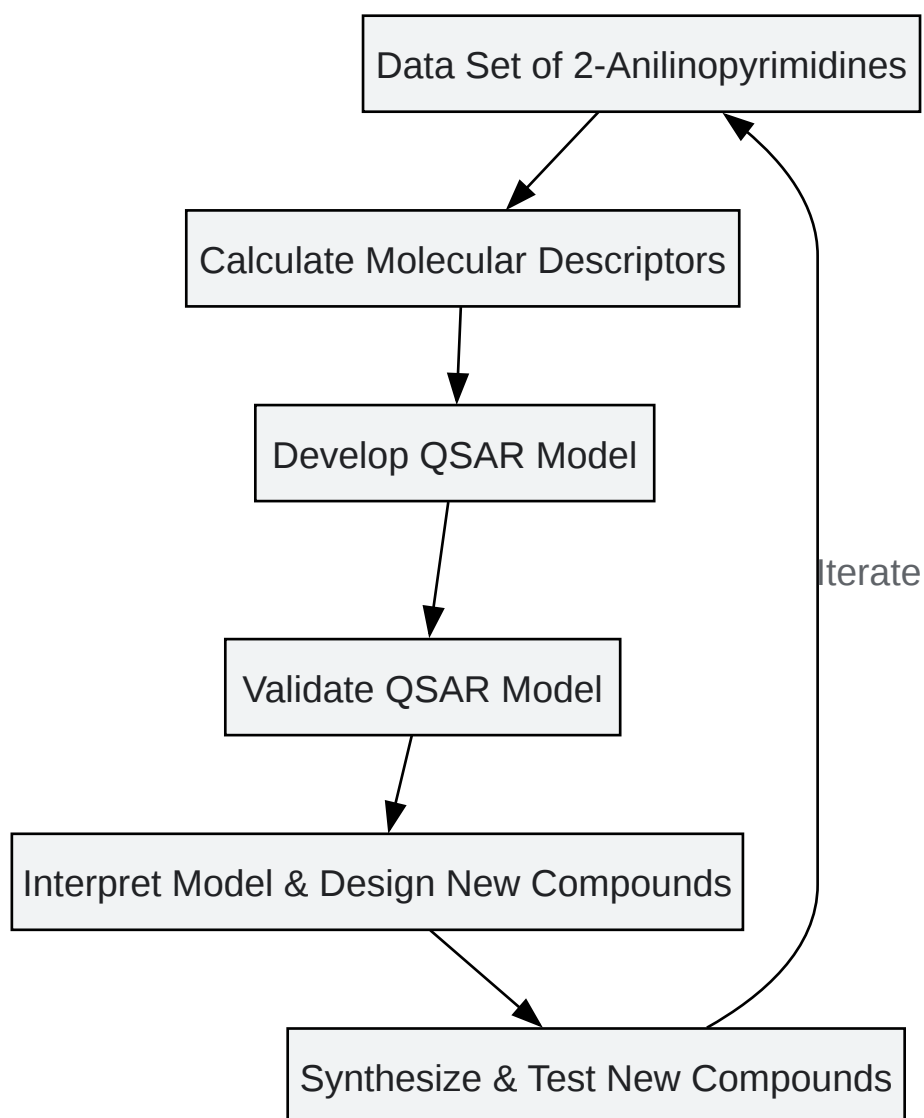 Data Set of 2-Anilinopyrimidines
Calculate Molecular Descriptors
Develop QSAR Model
Iterate
Validate QSAR Model
Interpret Model & Design New Compounds
Synthesize & Test New Compounds